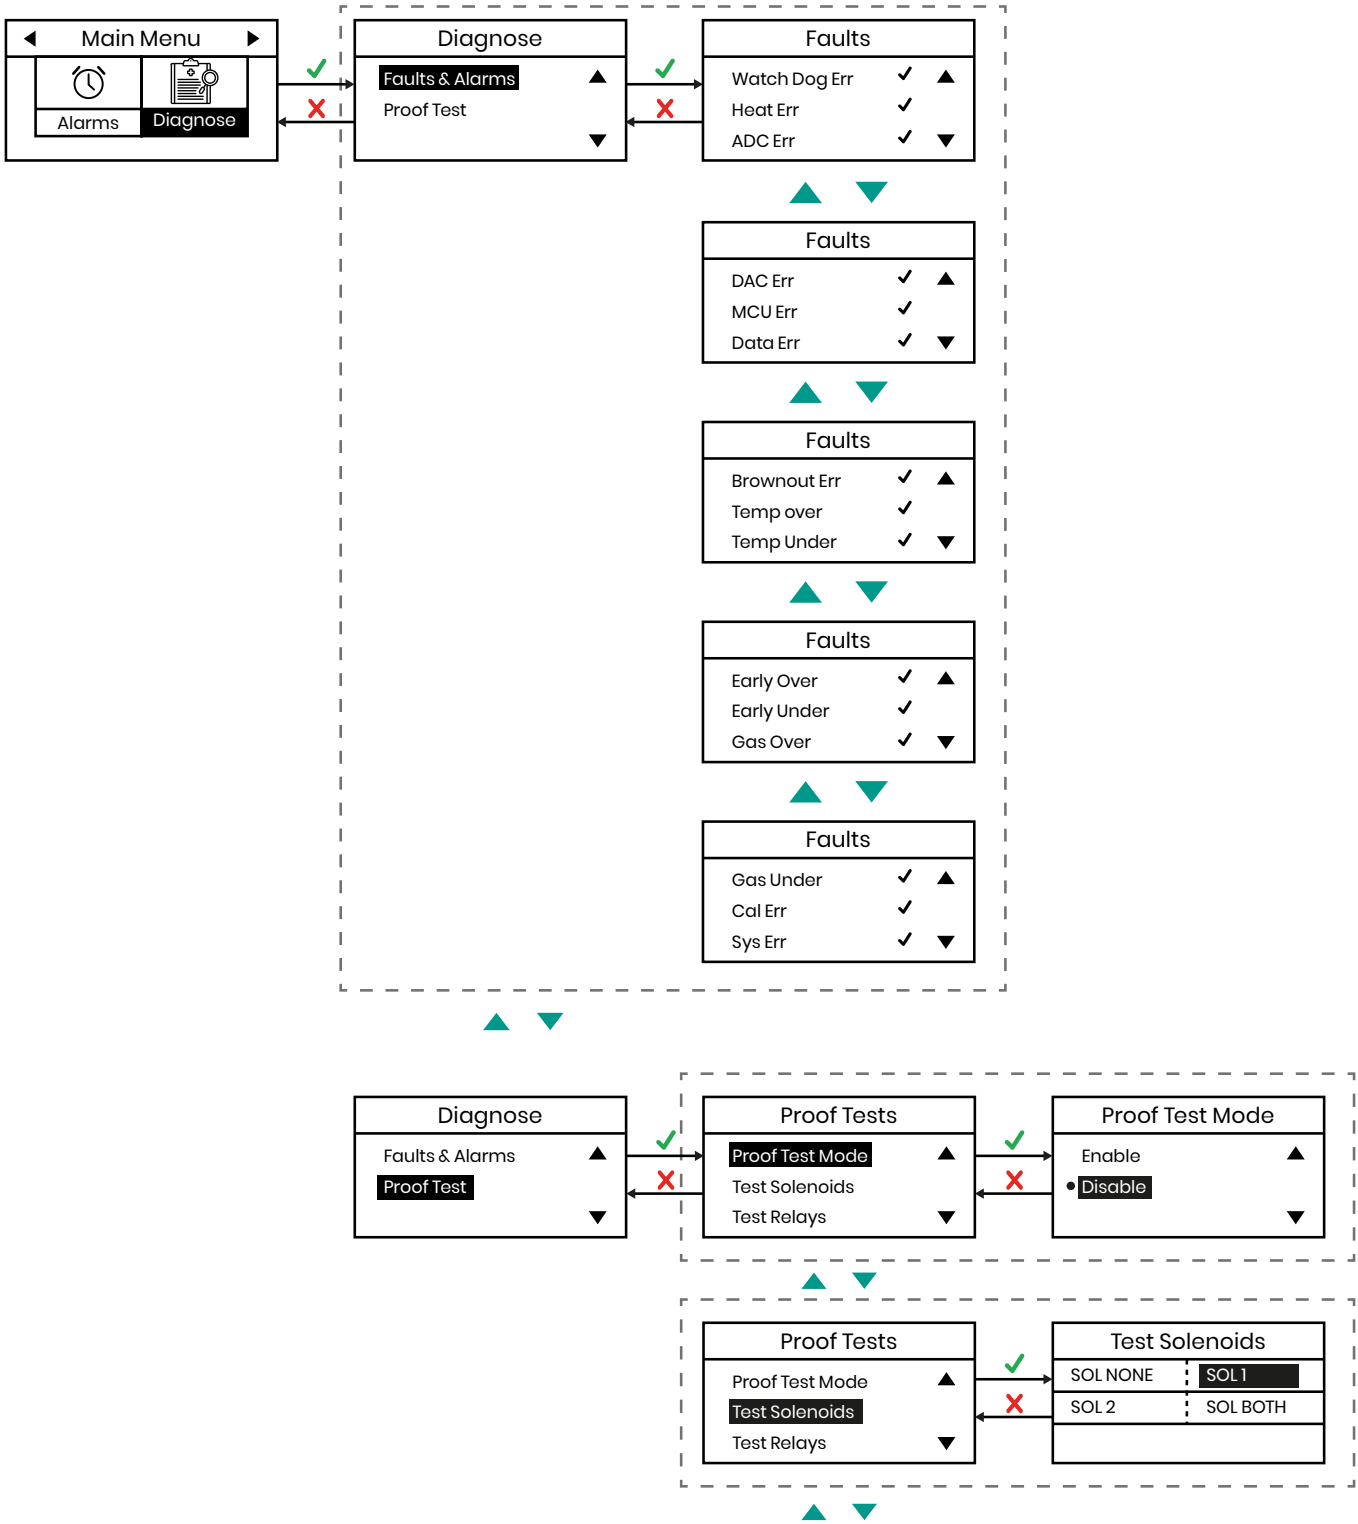 Main Menu
Alarms
Diagnose
Diagnose
Faults & Alarms
Proof Test
Faults
Watch Dog Err
Heat Err
ADC Err
Faults
DAC Err
MCU Err
Data Err
Faults
Brownout Err
Temp over
Temp Under
Faults
Early Over
Early Under
Gas Over
Faults
Gas Under
Cal Err
Sys Err
Diagnose
Faults & Alarms
Proof Test
Proof Tests
Proof Test Mode
Test Solenoids
Test Relays
Proof Test Mode
Enable
Disable
Proof Tests
Proof Test Mode
Test Solenoids
Test Relays
Test Solenoids
SOL NONE
SOL 1
SOL 2
SOL BOTH